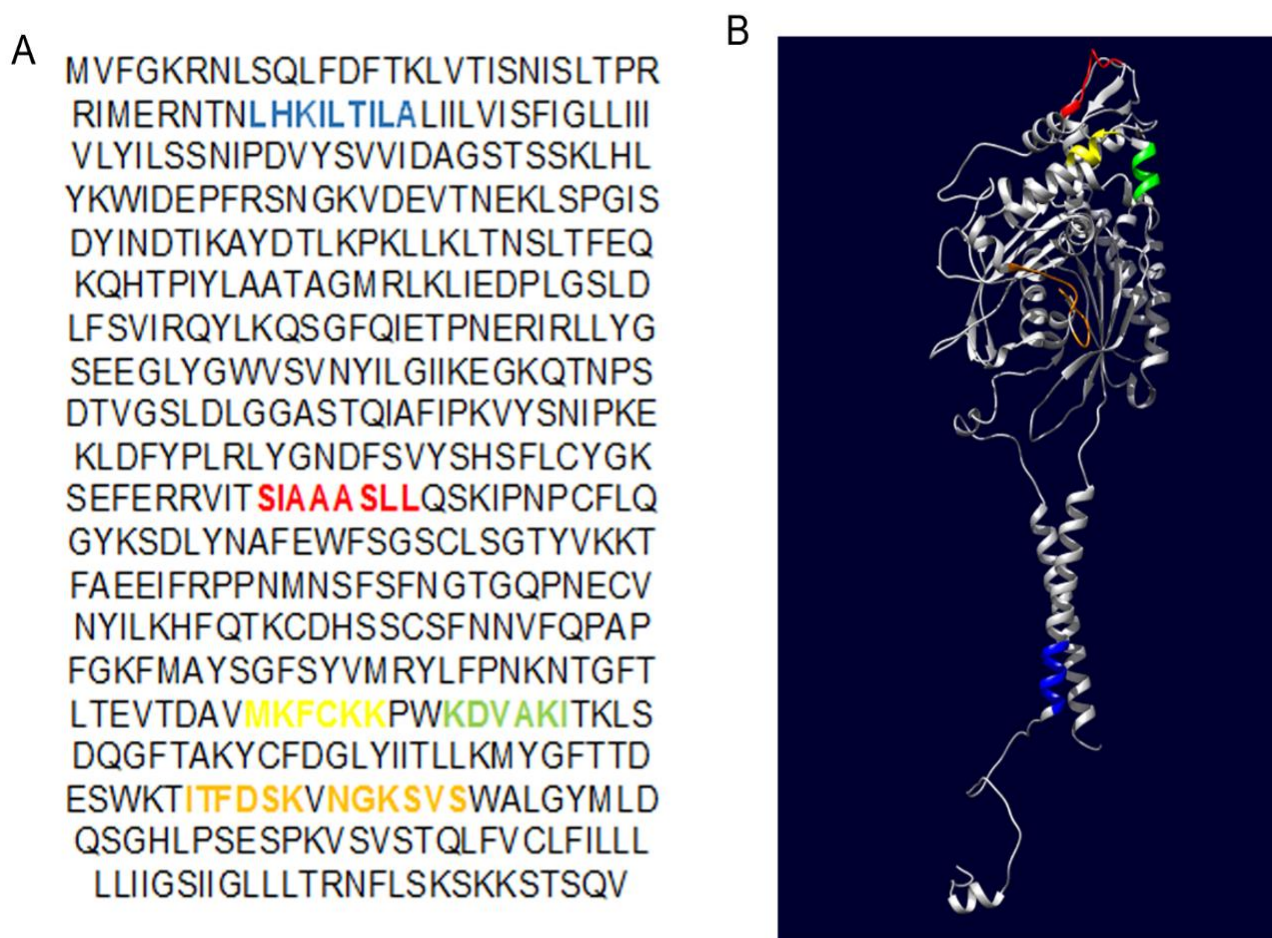 A
B
MVFGKRNLSQLFDFTKLVTISNISLTPR
RIMERNTNLHKILTILALIILVISFIGLLIII
VLYILSSNIPDVYSVVIDAGSTSSKLHL
YKWIDEPFRSNGKVDEVTNEKLSPGIS
DYINDTIKAYDTLKPKLLKLTNSLTFEQ
KQHTPIYLAATAGMRLKLIEDPLGSLD
LFSVIRQYLKQSGFQIETPNERIRLLYG
SEEGLYGWVSVNYILGIIKEGKQTNPS
DTVGSLDLGGASTQIAFIPKVYSNIPKE
KLDFYPLRLYGNDFSVYSHSFLCYGK
SEFERRVITSIAAASLLQSKIPNPCFLQ
GYKSDLYNAFEWFSGSCLSGTYVKKT
FAEEIFRPPNMNSFSFNGTGQPNECV
NYILKHFQTKCDHSSCSFNNVFQPAP
FGKFMAYSGFSYVMRYLFPNKNTGFT
LTEVTDAVMKFCKKPWKDVAKITKLS
DQGFTAKYCFDGLYIITLLKMYGFTTD
ESWKTITFDSKVNGKSVSWALGYMLD
QSGHLPSESPKVSVSTQLFVCLFILLL
LLIIGSIIGLLLTRNFLSKSKKSTSQV